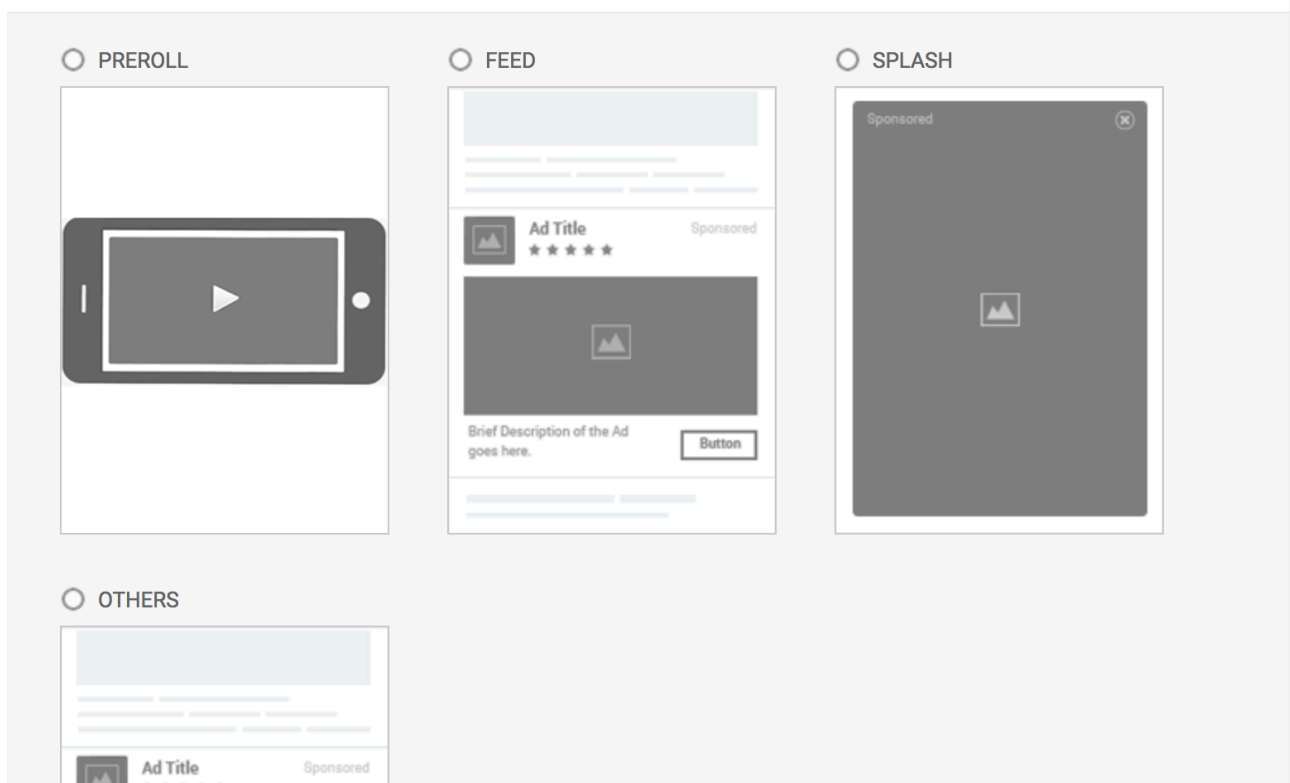 PREROLL
FEED
SPLASH
Ad Title
Sponsored
Brief Description of the Ad
goes here.
Button
Sponsored
OTHERS
Ad Title
Sponsored